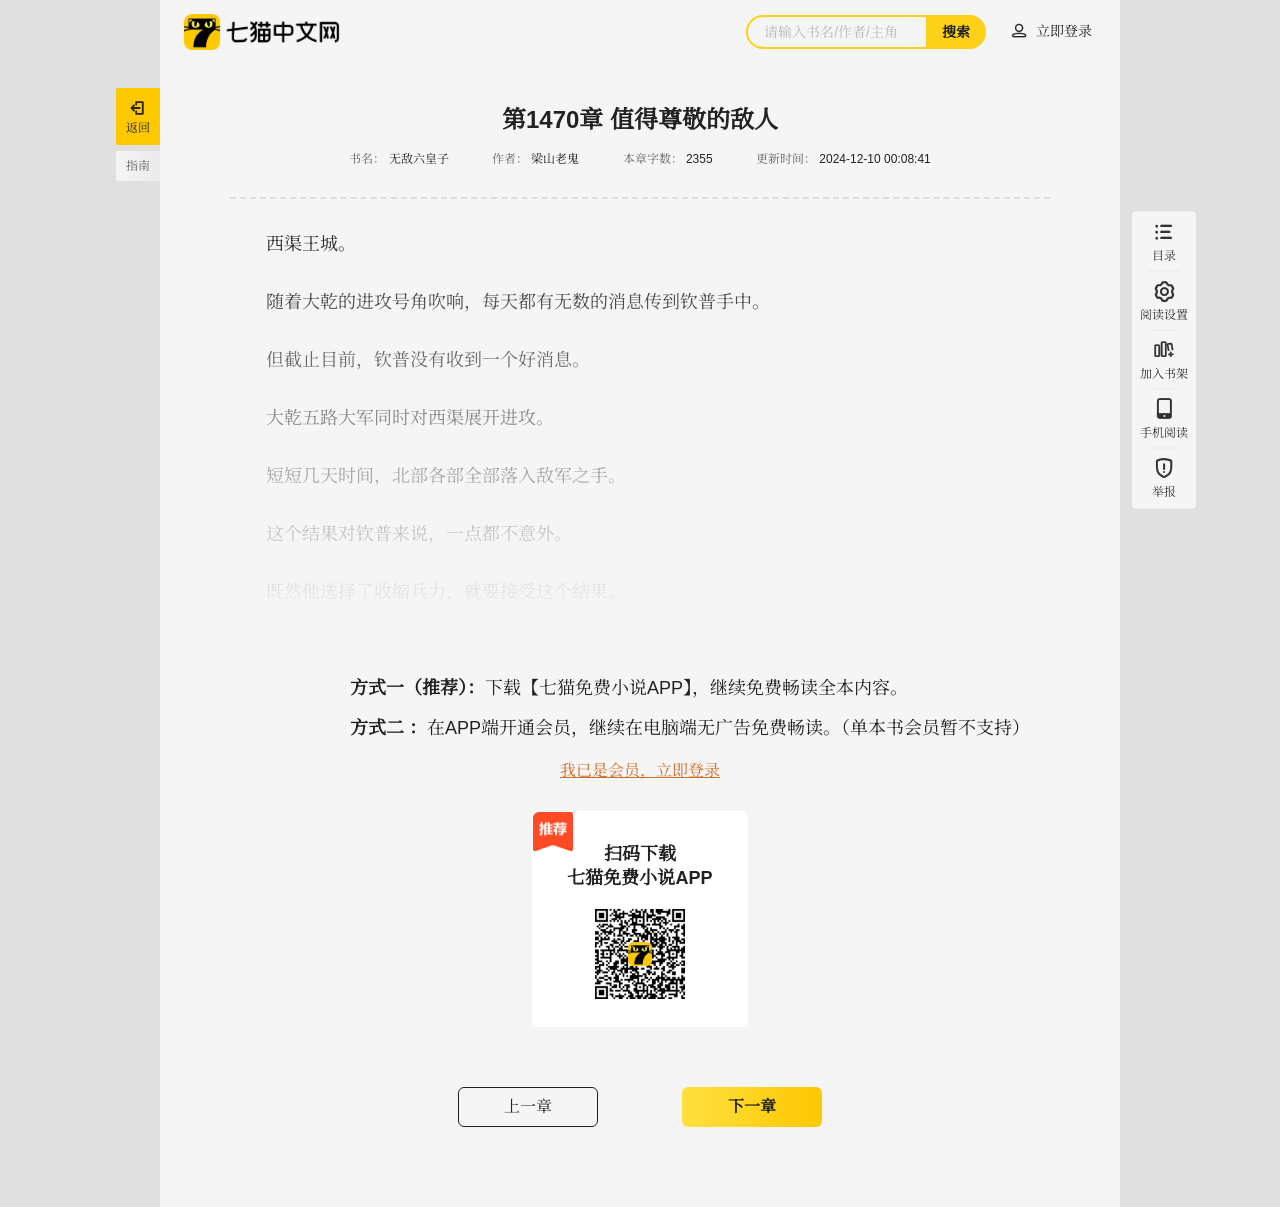 七猫中文网
请输入书名/作者/主角
搜索
立即登录
返回
指南
第1470章 值得尊敬的敌人
书名： 无敌六皇子 作者： 梁山老鬼 本章字数： 2355 更新时间： 2024-12-10 00:08:41
西渠王城。
随着大乾的进攻号角吹响，每天都有无数的消息传到钦普手中。
但截止目前，钦普没有收到一个好消息。
大乾五路大军同时对西渠展开进攻。
短短几天时间，北部各部全部落入敌军之手。
这个结果对钦普来说，一点都不意外。
既然他选择了收缩兵力，就要接受这个结果。
目录
阅读设置
加入书架
手机阅读
举报
方式一（推荐）： 下载【七猫免费小说APP】，继续免费畅读全本内容。
方式二 ： 在APP端开通会员，继续在电脑端无广告免费畅读。（单本书会员暂不支持）
我已是会员，立即登录
推荐
扫码下载
七猫免费小说APP
上一章
下一章